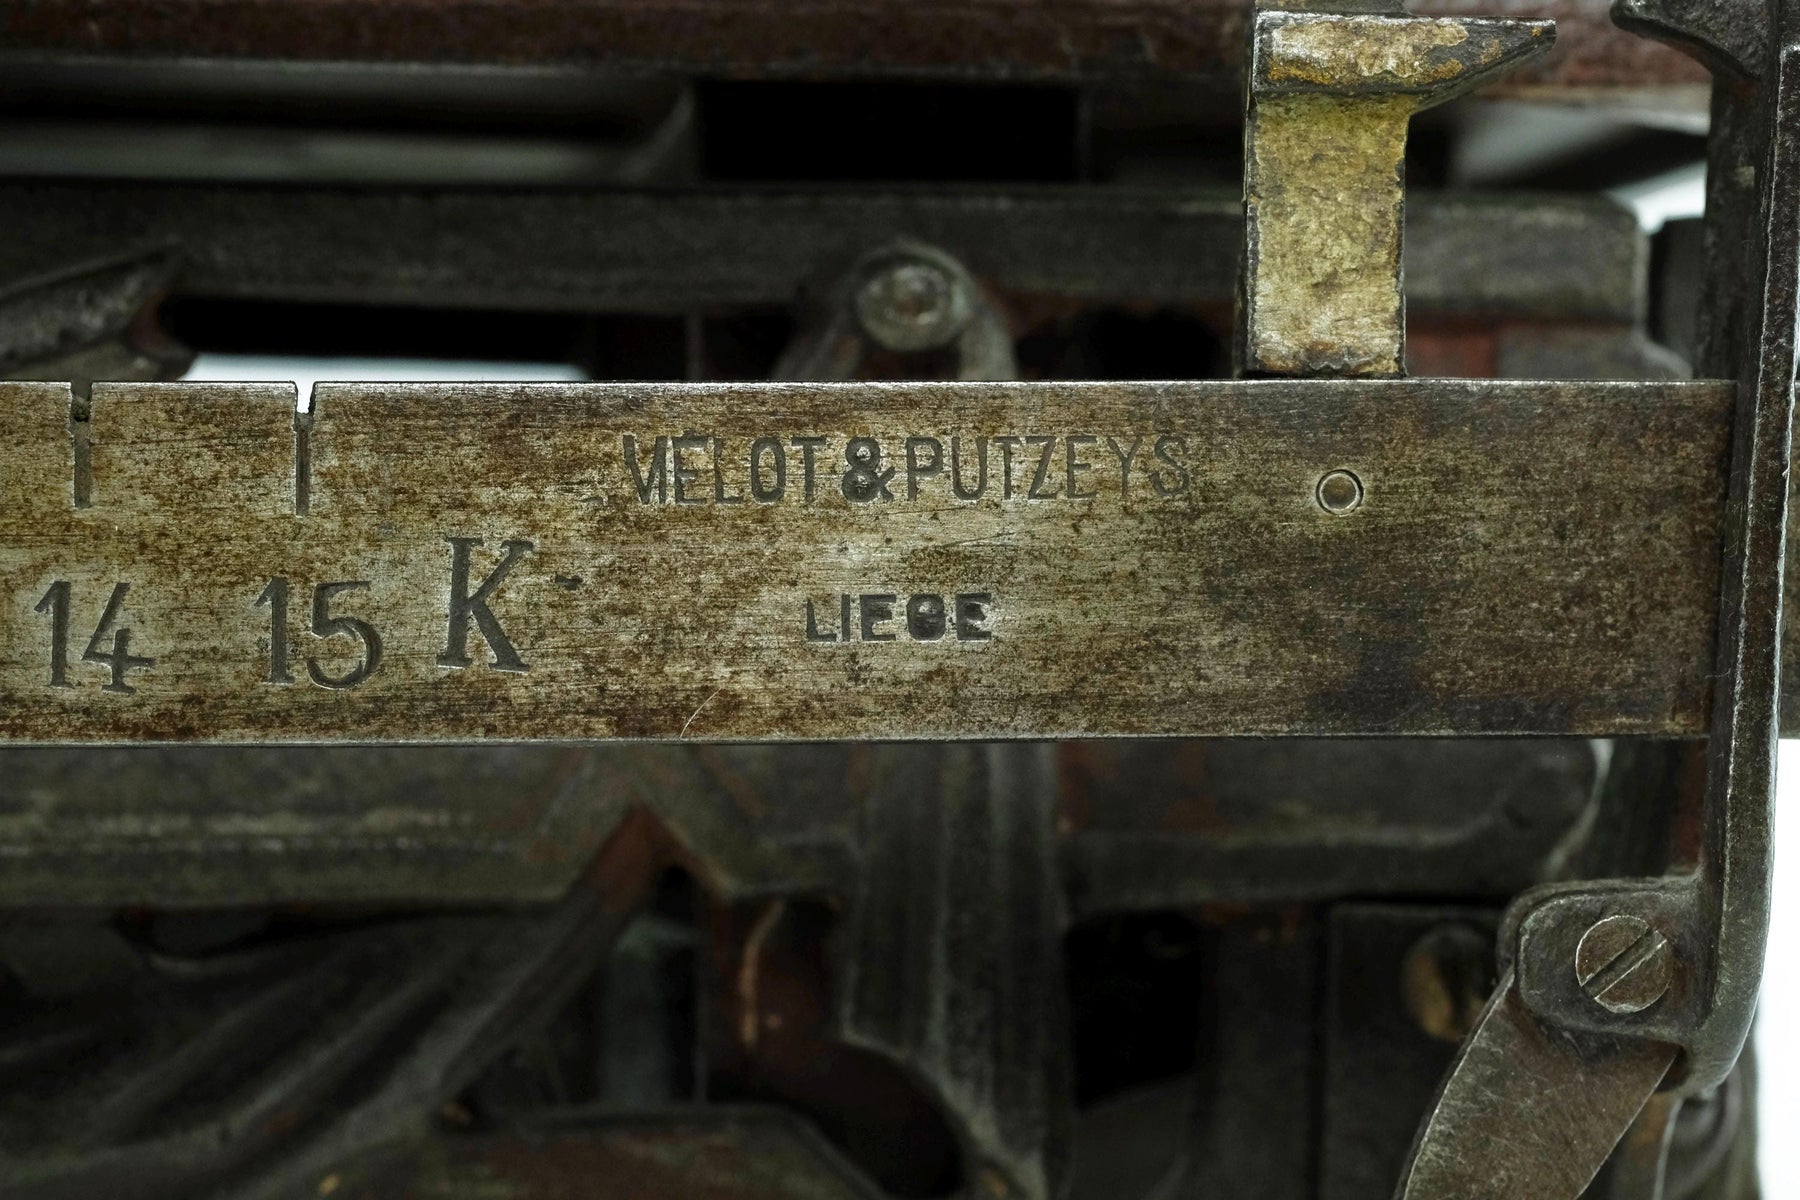 MELOT & PUTZEYS
LIEGE
14 15 K